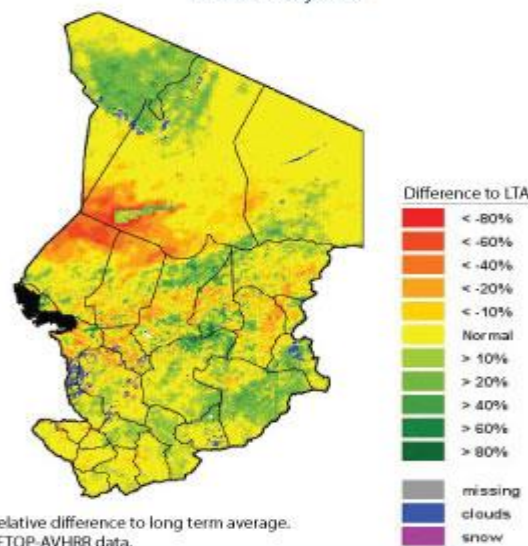 Difference to LTA
< -80%
< -60%
< -40%
< -20%
< -10%
Normal
> 10%
> 20%
> 40%
> 60%
> 80%
missing
clouds
snow
elative difference to long term average.
ETOP-AVHRR data.